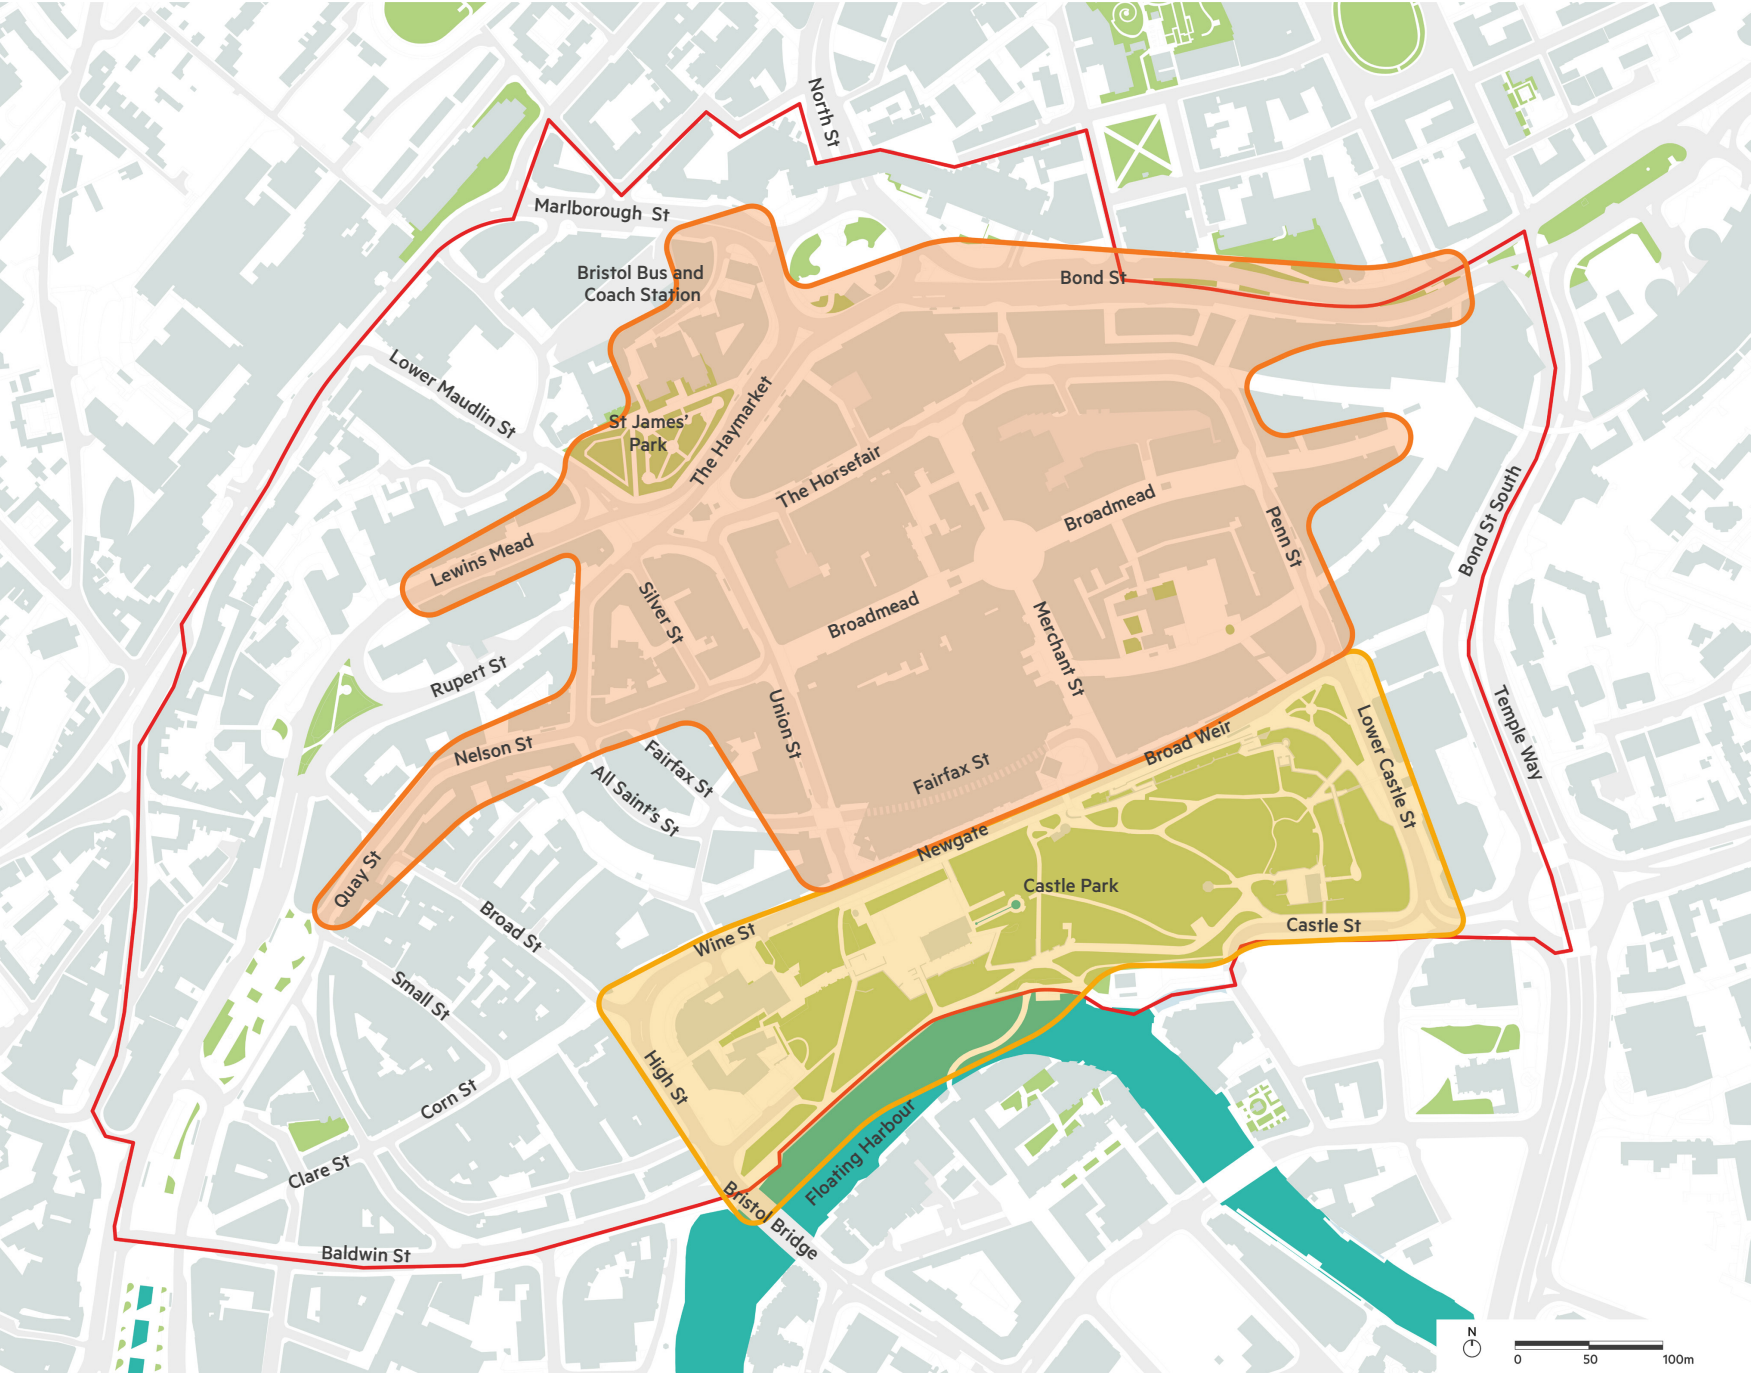 North St
Marlborough St
Bristol Bus and
Coach Station
Bond St
Lower Maudlin St
St James’
Park
The Haymarket
The Horsefair
Broadmead
Penn St
Bond St South
Lewins Mead
Silver St
Broadmead
Merchant St
Rupert St
Nelson St
Union St
Fairfax St
All Saint’s St
Fairfax St
Broad Weir
Lower Castle St
Temple Way
Newgate
Quay St
Castle Park
Broad St
Wine St
Castle St
Small St
High St
Corn St
Floating Harbour
Clare St
Bristol Bridge
Baldwin St
N
0 50 100m